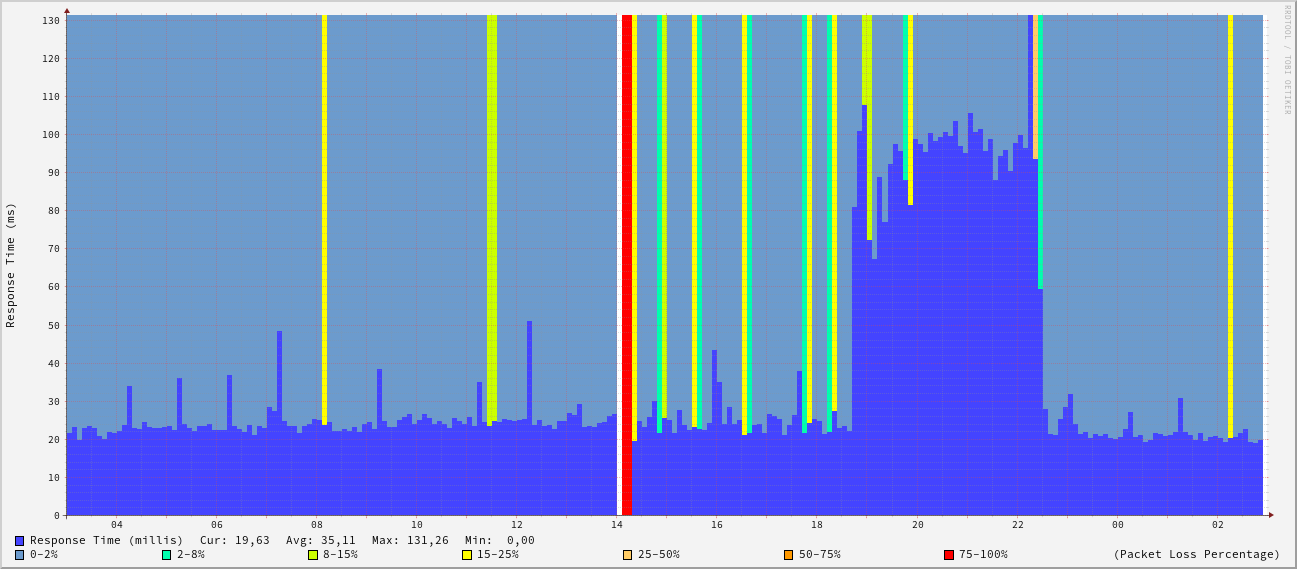 RRDTOOL / TOBI OETIKER
Response Time (ms)
130
120
110
100
90
80
70
60
50
40
30
20
10
0
04 06 08 10 12 14 16 18 20 22 00 02
Response Time (millis) Cur: 19,63 Avg: 35,11 Max: 131,26 Min: 0,00
0-2% 2-8% 8-15% 15-25% 25-50% 50-75% 75-100% (Packet Loss Percentage)